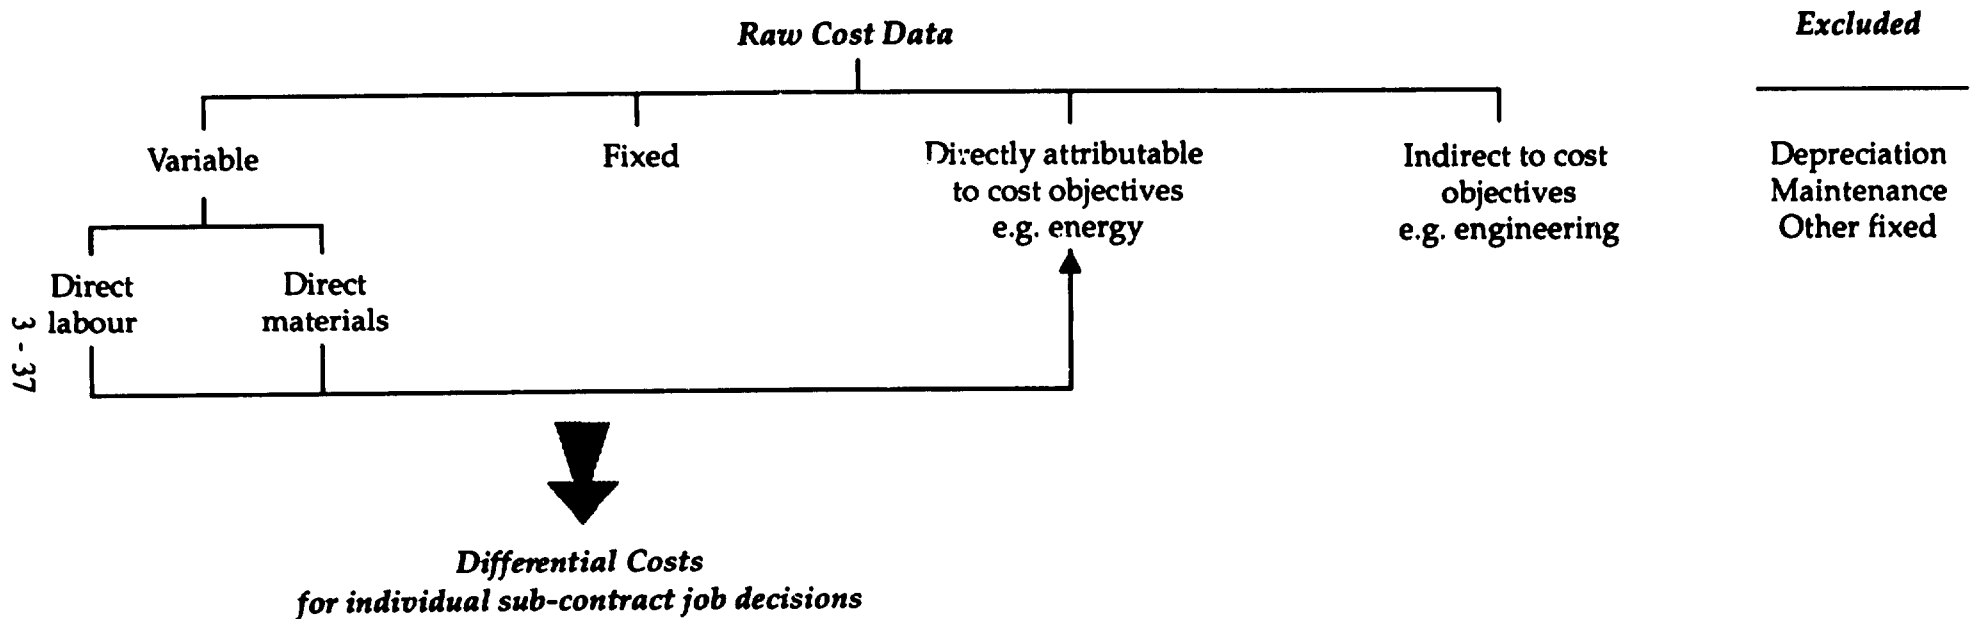 Raw Cost Data
Excluded
Variable
Fixed
Directly attributable
to cost objectives
e.g. energy
Indirect to cost
objectives
e.g. engineering
Depreciation
Maintenance
Other fixed
Direct
labour
Direct
materials
3 - 37
Differential Costs
for individual sub-contract job decisions